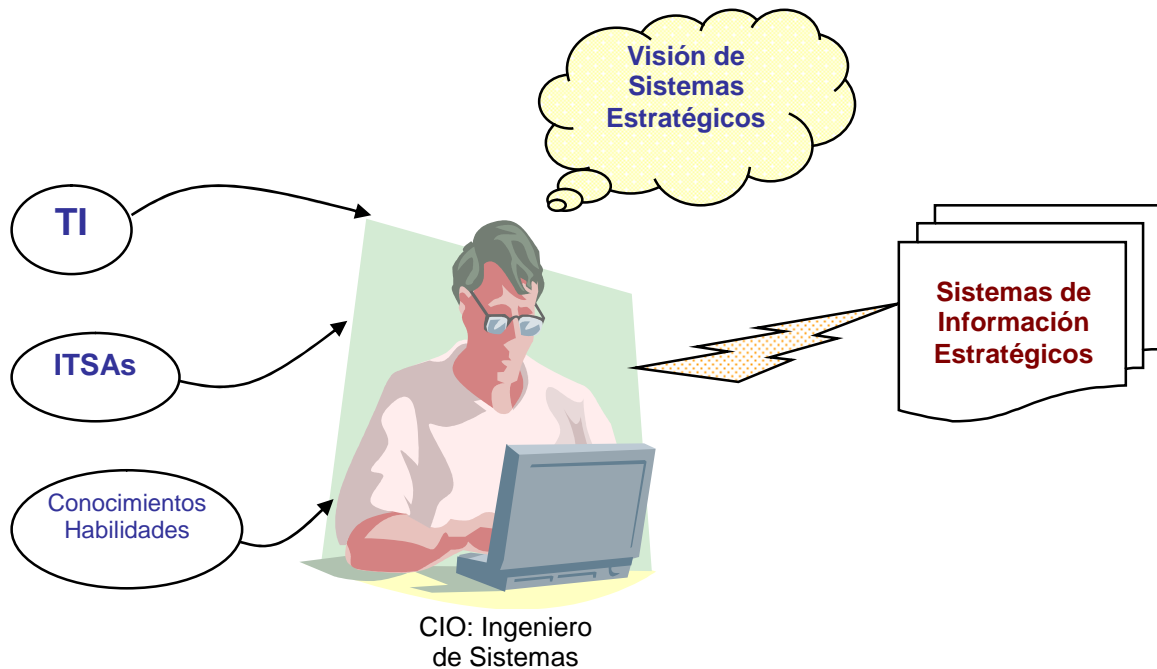 Visión de
Sistemas
Estratégicos
TI
ITSAs
Conocimientos
Habilidades
Sistemas de
Información
Estratégicos
CIO: Ingeniero
de Sistemas